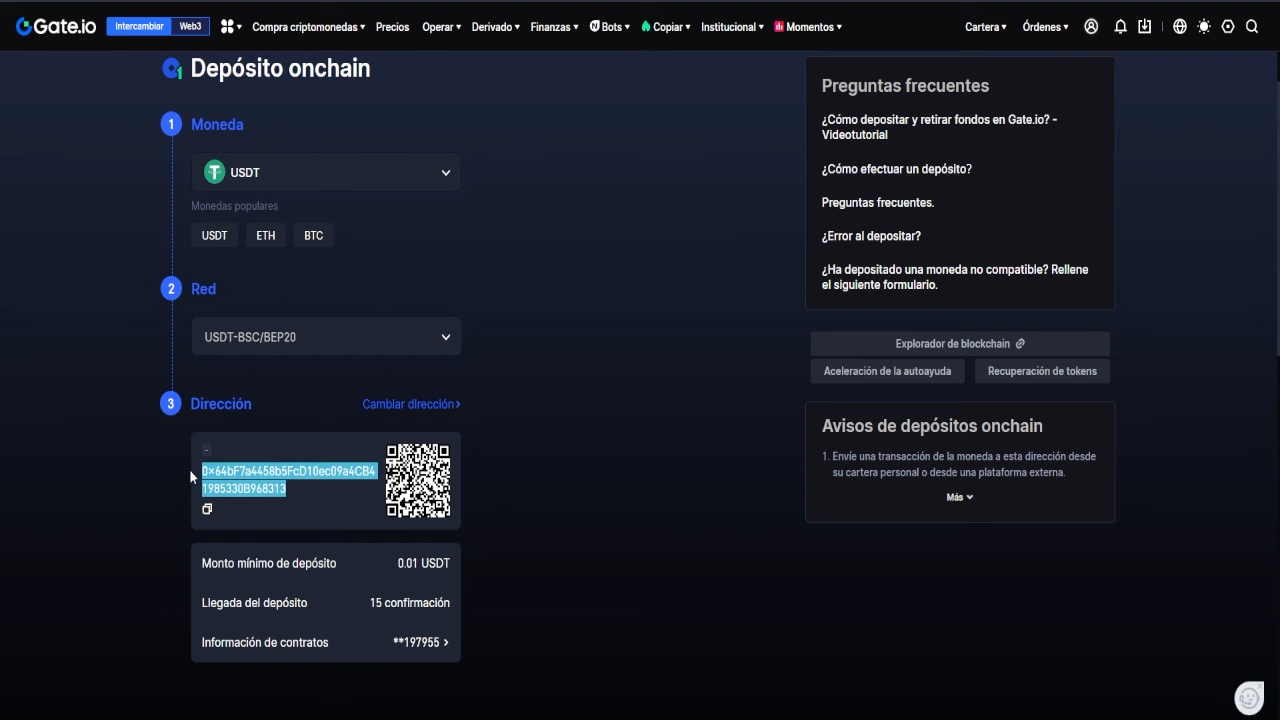 Gate.io Intercambiar Web3 Compra criptomonedas Precios Operar Derivado Finanzas Bots Copiar Institucional Momentos Cartera Órdenes
Depósito onchain
1 Moneda
USDT
Monedas populares
USDT ETH BTC
2 Red
USDT-BSC/BEP20
3 Dirección Cambiar dirección>
-
0x64bF7a4458b5FcD10ec09a4CB4
1985330B968313
Monto mínimo de depósito 0.01 USDT
Llegada del depósito 15 confirmación
Información de contratos **197955 >
Preguntas frecuentes
¿Cómo depositar y retirar fondos en Gate.io? -
Videotutorial
¿Cómo efectuar un depósito?
Preguntas frecuentes.
¿Error al depositar?
¿Ha depositado una moneda no compatible? Rellene
el siguiente formulario.
Explorador de blockchain
Aceleración de la autoayuda Recuperación de tokens
Avisos de depósitos onchain
1. Envíe una transacción de la moneda a esta dirección desde
su cartera personal o desde una plataforma externa.
Más